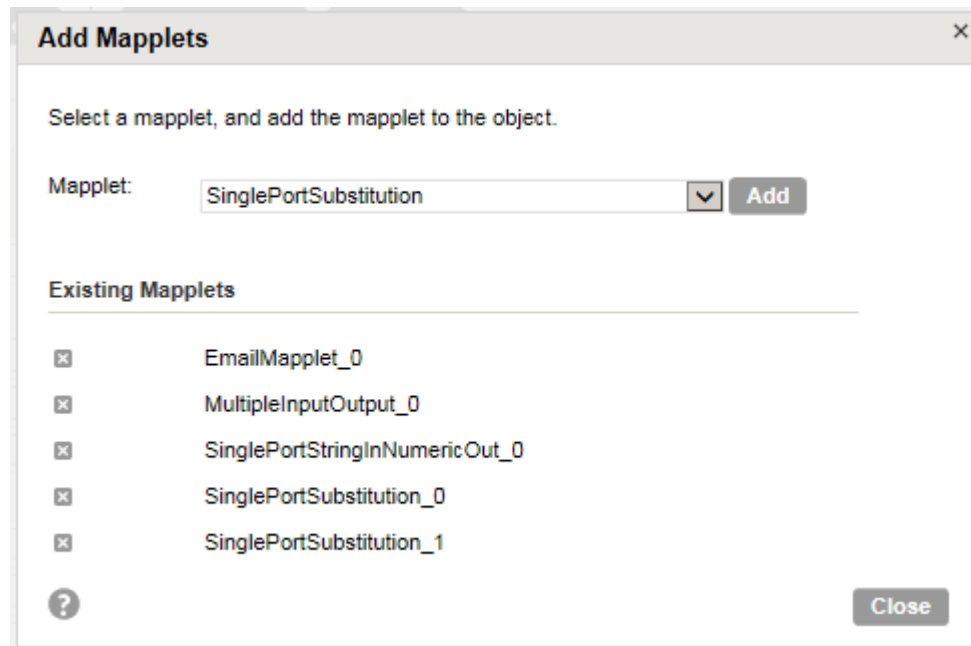 Add Mapplets
Select a mapplet, and add the mapplet to the object.
Mapplet: SinglePortSubstitution Add
Existing Mapplets
EmailMapplet_0
MultipleInputOutput_0
SinglePortStringInNumericOut_0
SinglePortSubstitution_0
SinglePortSubstitution_1
? Close